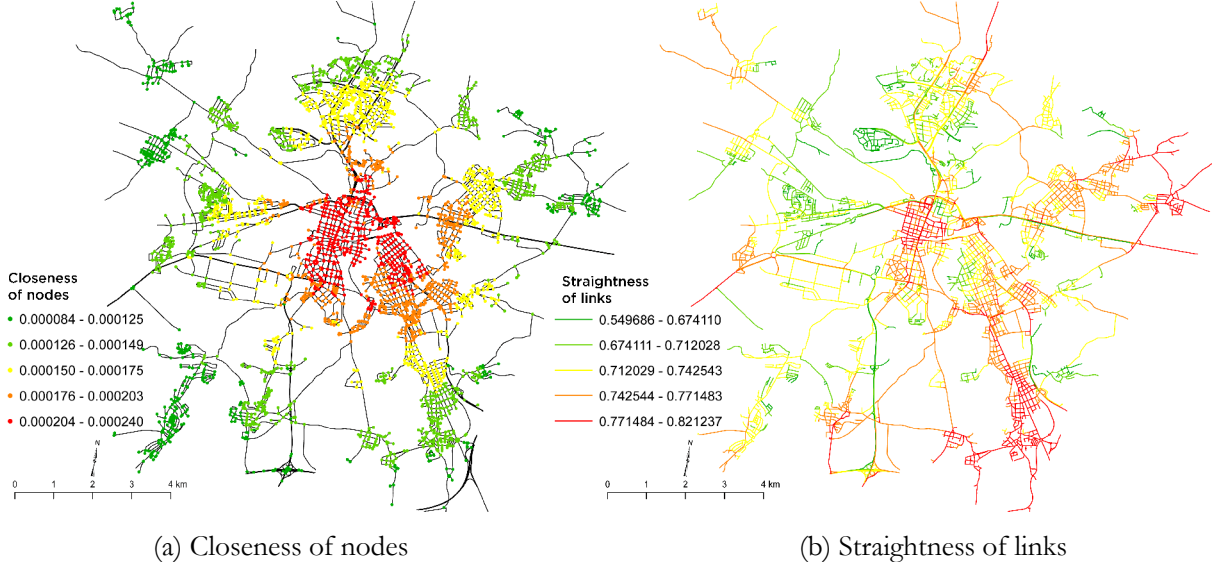 Closeness
of nodes
0.000084 - 0.000125
0.000126 - 0.000149
0.000150 - 0.000175
0.000176 - 0.000203
0.000204 - 0.000240
N
0 1 2 3 4 km
(a) Closeness of nodes
Straightness
of links
0.549686 - 0.674110
0.674111 - 0.712028
0.712029 - 0.742543
0.742544 - 0.771483
0.771484 - 0.821237
N
0 1 2 3 4 km
(b) Straightness of links